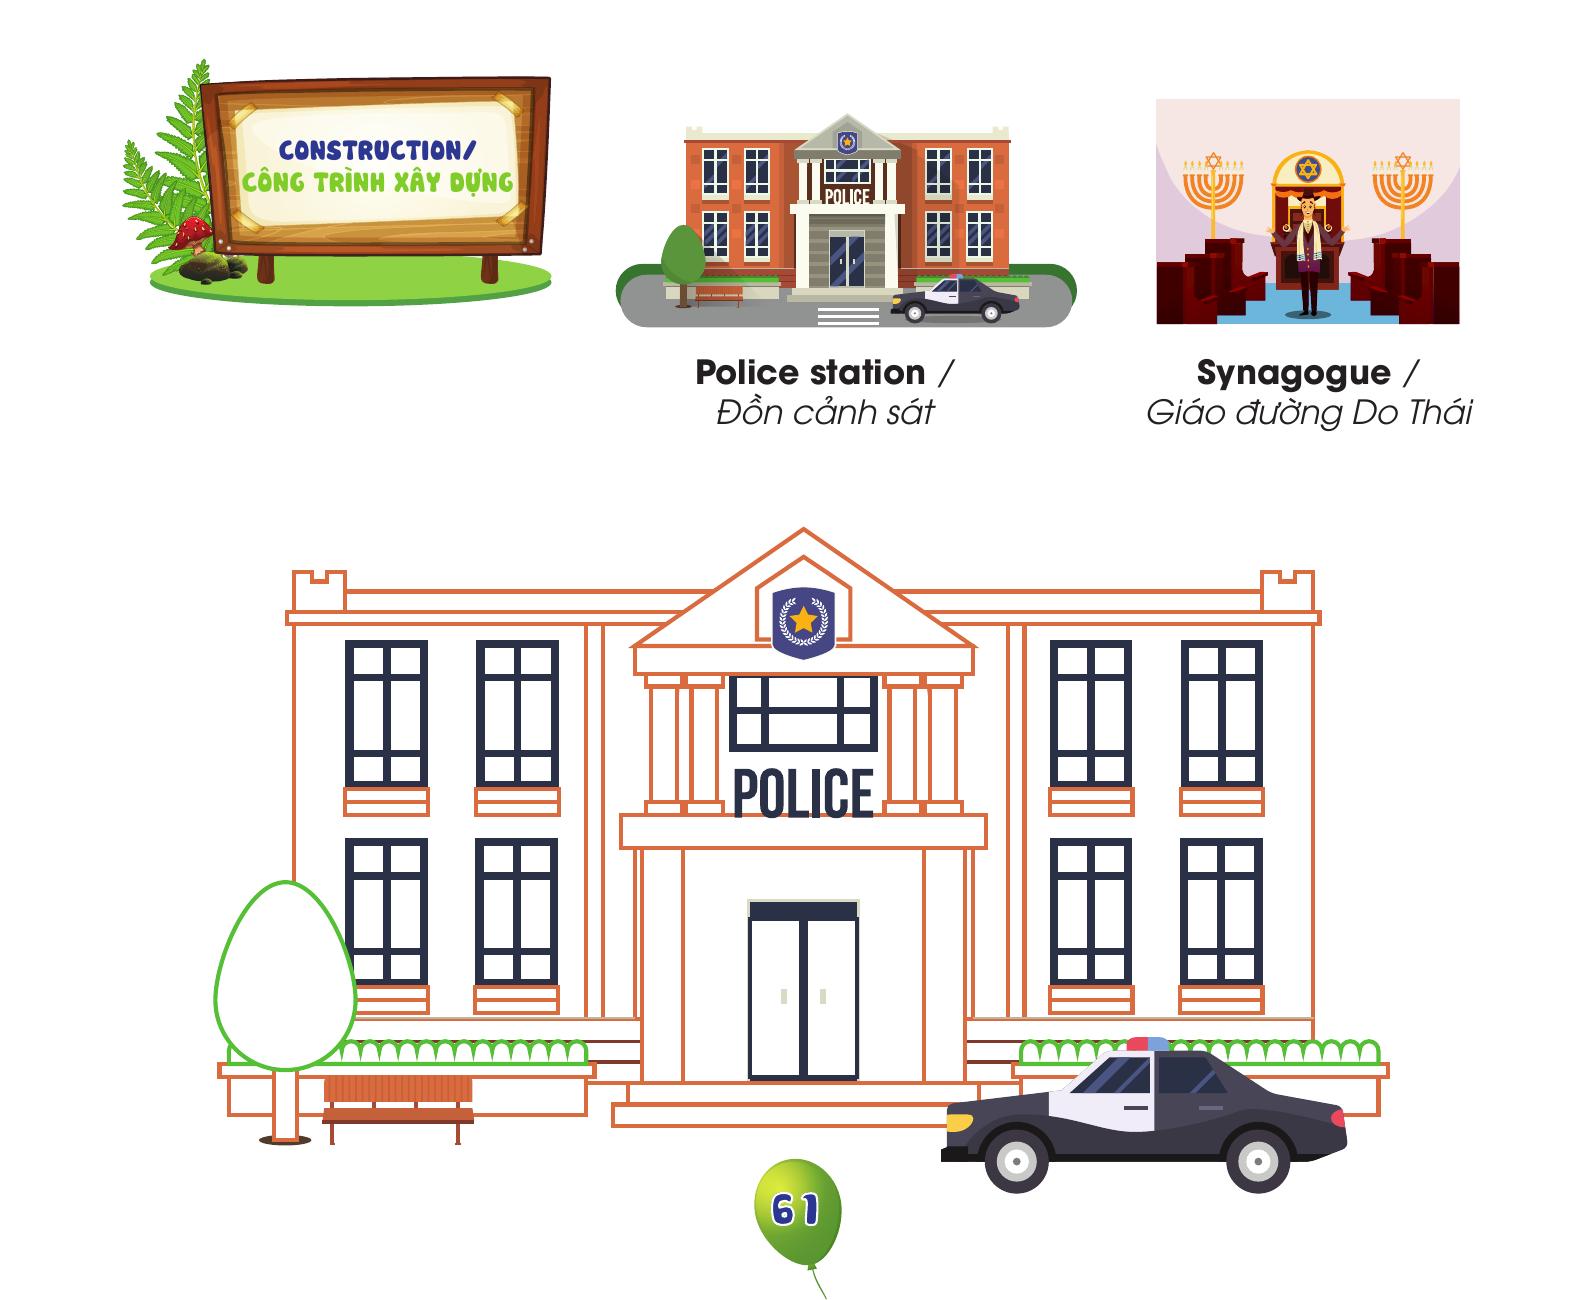 CONSTRUCTION/
CÔNG TRÌNH XÂY DỰNG
POLICE
Police station /
Đồn cảnh sát
Synagogue /
Giáo đường Do Thái
POLICE
61